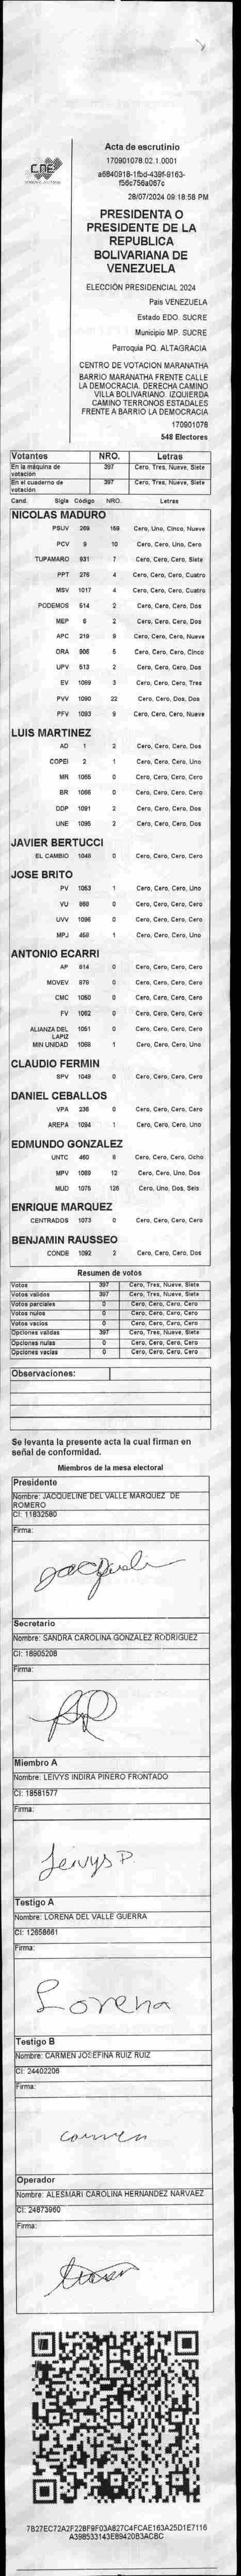 CNE
Acta de escrutinio
170901078.02.1.0001
a6840918-1fbd-439f-9163-
f56c756a067c
28/07/2024 09:18:58 PM
PRESIDENTA O
PRESIDENTE DE LA
REPUBLICA
BOLIVARIANA DE
VENEZUELA
ELECCIÓN PRESIDENCIAL 2024
Pais VENEZUELA
Estado EDO. SUCRE
Municipio MP. SUCRE
Parroquia PQ. ALTAGRACIA
CENTRO DE VOTACION MARANATHA
BARRIO MARANATHA FRENTE CALLE
LA DEMOCRACIA. DERECHA CAMINO
VILLA BOLIVARIANO. IZQUIERDA
CAMINO TERRONOS ESTADALES
FRENTE A BARRIO LA DEMOCRACIA
170901078
548 Electores
Votantes NRO. Letras
En la máquina de votación 397 Cero, Tres, Nueve, Siete
En el cuaderno de votación 397 Cero, Tres, Nueve, Siete
Cand. Sigla Código NRO. Letras
NICOLAS MADURO
PSUV 269 159 Cero, Uno, Cinco, Nueve
PCV 9 10 Cero, Cero, Uno, Cero
TUPAMARO 931 7 Cero, Cero, Cero, Siete
PPT 276 4 Cero, Cero, Cero, Cuatro
MSV 1017 4 Cero, Cero, Cero, Cuatro
PODEMOS 514 2 Cero, Cero, Cero, Dos
MEP 6 2 Cero, Cero, Cero, Dos
APC 219 9 Cero, Cero, Cero, Nueve
ORA 906 5 Cero, Cero, Cero, Cinco
UPV 513 2 Cero, Cero, Cero, Dos
EV 1089 3 Cero, Cero, Cero, Tres
PVV 1090 22 Cero, Cero, Dos, Dos
PFV 1093 9 Cero, Cero, Cero, Nueve
LUIS MARTINEZ
AD 1 2 Cero, Cero, Cero, Dos
COPEI 2 1 Cero, Cero, Cero, Uno
MR 1055 0 Cero, Cero, Cero, Cero
BR 1066 0 Cero, Cero, Cero, Cero
DDP 1091 2 Cero, Cero, Cero, Dos
UNE 1095 2 Cero, Cero, Cero, Dos
JAVIER BERTUCCI
EL CAMBIO 1048 0 Cero, Cero, Cero, Cero
JOSE BRITO
PV 1053 1 Cero, Cero, Cero, Uno
VU 868 0 Cero, Cero, Cero, Cero
UVV 1096 0 Cero, Cero, Cero, Cero
MPJ 458 1 Cero, Cero, Cero, Uno
ANTONIO ECARRI
AP 814 0 Cero, Cero, Cero, Cero
MOVEV 979 0 Cero, Cero, Cero, Cero
CMC 1050 0 Cero, Cero, Cero, Cero
FV 1062 0 Cero, Cero, Cero, Cero
ALIANZA DEL LAPIZ 1051 0 Cero, Cero, Cero, Cero
MIN UNIDAD 1068 1 Cero, Cero, Cero, Uno
CLAUDIO FERMIN
SPV 1049 0 Cero, Cero, Cero, Cero
DANIEL CEBALLOS
VPA 236 0 Cero, Cero, Cero, Cero
AREPA 1094 1 Cero, Cero, Cero, Uno
EDMUNDO GONZALEZ
UNTC 460 8 Cero, Cero, Cero, Ocho
MPV 1089 12 Cero, Cero, Uno, Dos
MUD 1075 126 Cero, Uno, Dos, Seis
ENRIQUE MARQUEZ
CENTRADOS 1073 0 Cero, Cero, Cero, Cero
BENJAMIN RAUSSEO
CONDE 1092 2 Cero, Cero, Cero, Dos
Resumen de votos
Votos 397 Cero, Tres, Nueve, Siete
Votos validos 397 Cero, Tres, Nueve, Siete
Votos parciales 0 Cero, Cero, Cero, Cero
Votos nulos 0 Cero, Cero, Cero, Cero
Votos vacios 0 Cero, Cero, Cero, Cero
Opciones validas 397 Cero, Tres, Nueve, Siete
Opciones nulas 0 Cero, Cero, Cero, Cero
Opciones vacias 0 Cero, Cero, Cero, Cero
Observaciones:
Se levanta la presente acta la cual firman en
señal de conformidad.
Miembros de la mesa electoral
Presidente
Nombre: JACQUELINE DEL VALLE MARQUEZ DE
ROMERO
CI: 11832580
Firma:
Secretario
Nombre: SANDRA CAROLINA GONZALEZ RODRIGUEZ
CI: 18905208
Firma:
Miembro A
Nombre: LEIVYS INDIRA PIÑERO FRONTADO
CI: 18581577
Firma:
Leivys P.
Testigo A
Nombre: LORENA DEL VALLE GUERRA
CI: 12658661
Firma:
Lorena
Testigo B
Nombre: CARMEN JOSEFINA RUIZ RUIZ
CI: 24402206
Firma:
Carmen
Operador
Nombre: ALESMARI CAROLINA HERNANDEZ NARVAEZ
CI: 24873960
Firma:
7B27EC72A2F22BF9F03A827C4FCAE163A25D1E7116
A398533143E89420B3ACBC